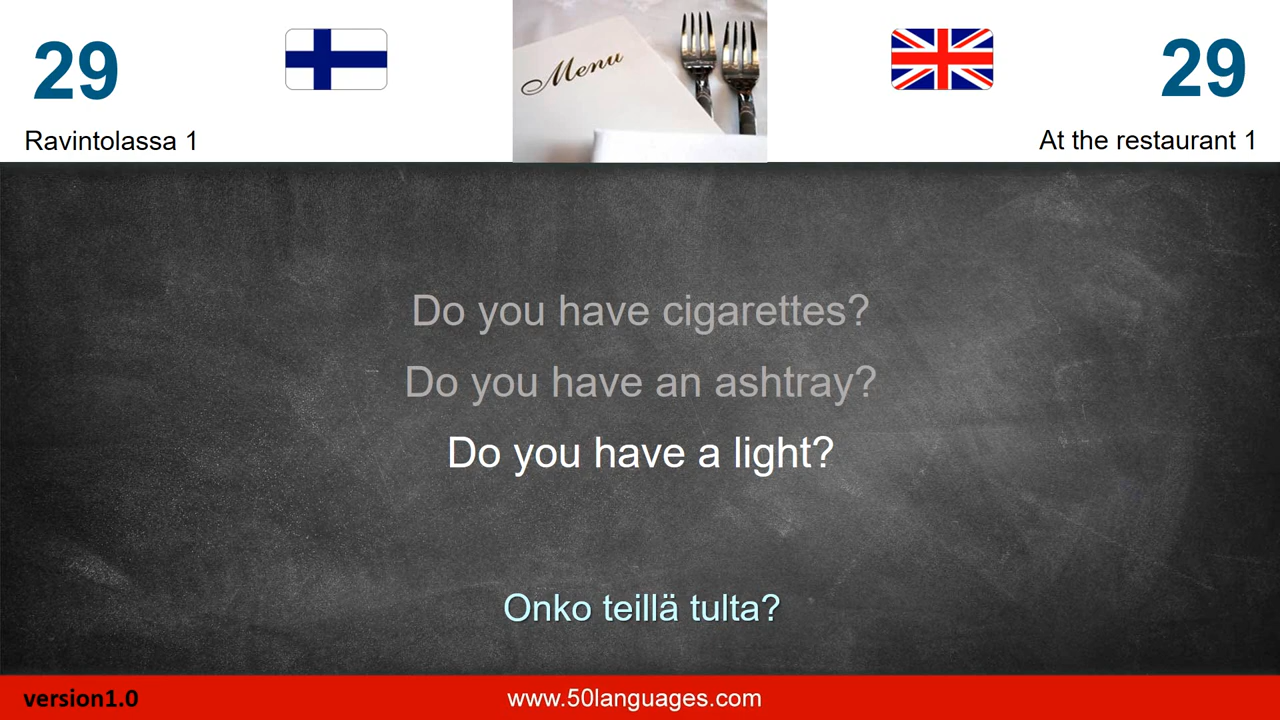 29
29
Ravintolassa 1
Menu
At the restaurant 1
Do you have cigarettes?
Do you have an ashtray?
Do you have a light?
Onko teillä tulta?
version1.0
www.50languages.com